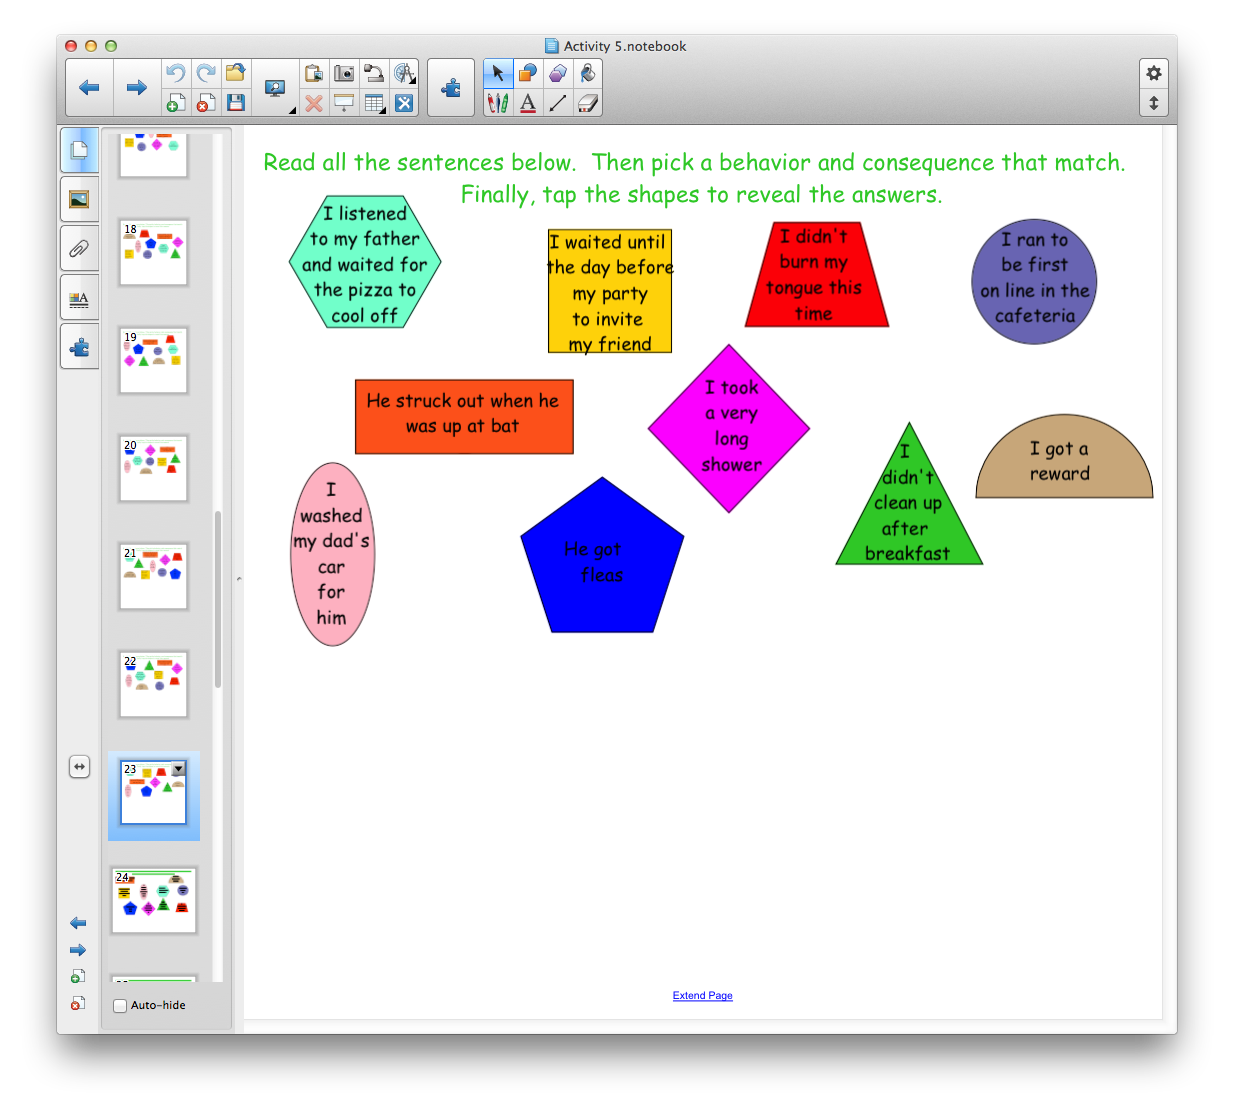 Activity 5.notebook
Read all the sentences below.  Then pick a behavior and consequence that match.
Finally, tap the shapes to reveal the answers.
I listened
to my father
and waited for
the pizza to
cool off
I waited until
the day before
my party
to invite
my friend
I didn't
burn my
tongue this
time
I ran to
be first
on line in the
cafeteria
He struck out when he
was up at bat
I took
a very
long
shower
I
didn't
clean up
after
breakfast
I got a
reward
I
washed
my dad's
car
for
him
He got
fleas
18
19
20
21
22
23
24
Auto-hide
Extend Page